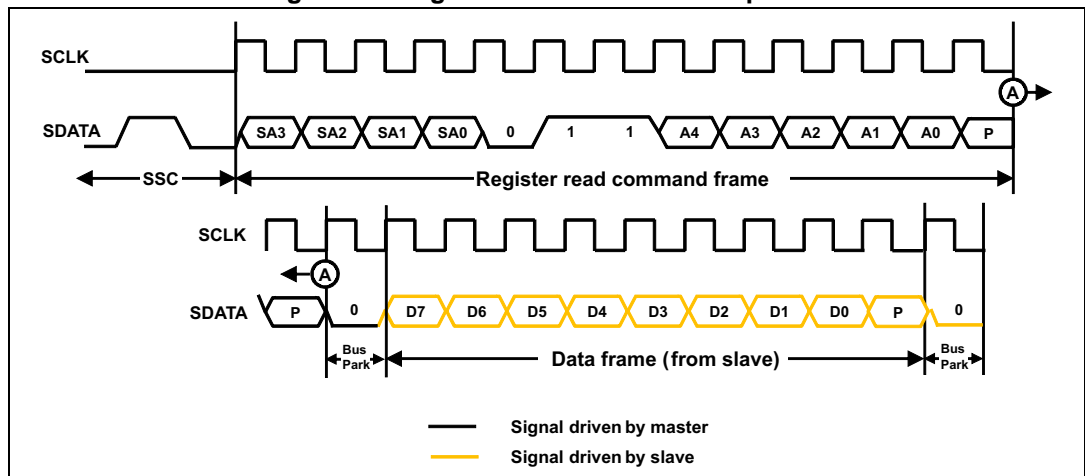 SCLK
A
SDATA SA3 SA2 SA1 SA0 0 1 1 A4 A3 A2 A1 A0 P
SSC Register read command frame
SCLK
A
SDATA P 0 D7 D6 D5 D4 D3 D2 D1 D0 P 0
Bus Park Data frame (from slave) Bus Park
Signal driven by master
Signal driven by slave